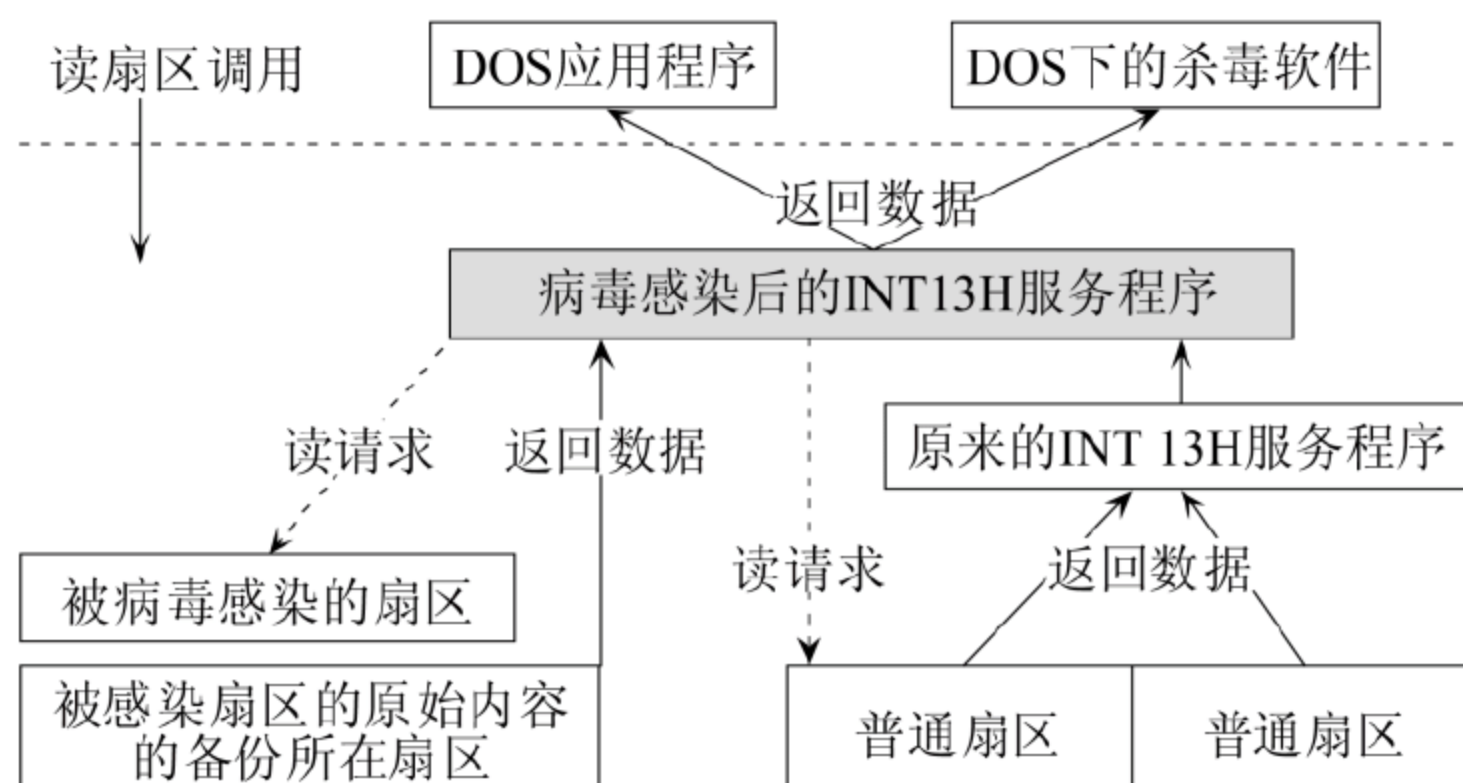 读扇区调用
DOS应用程序
DOS下的杀毒软件
返回数据
病毒感染后的INT13H服务程序
读请求
返回数据
原来的INT 13H服务程序
读请求
返回数据
被病毒感染的扇区
被感染扇区的原始内容
的备份所在扇区
普通扇区
普通扇区